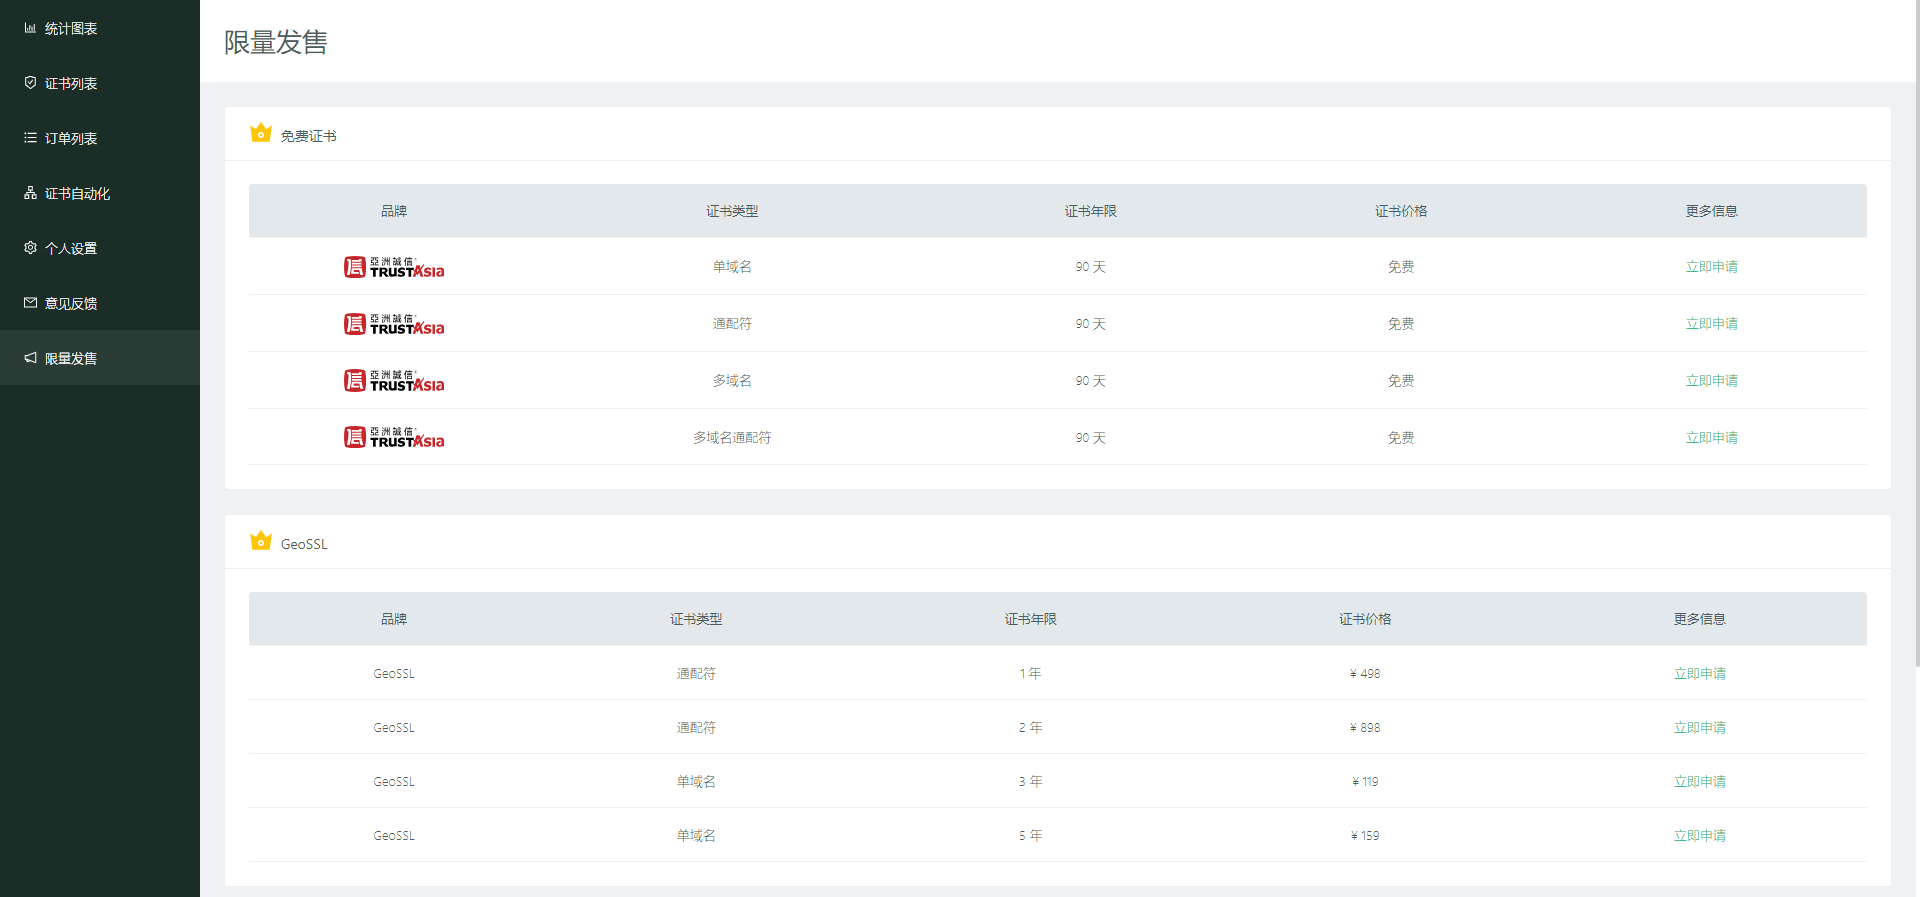 统计图表
证书列表
订单列表
证书自动化
个人设置
意见反馈
限量发售
限量发售
免费证书
品牌 证书类型 证书年限 证书价格 更多信息
信 亞洲誠信 TRUSTAsia 单域名 90 天 免费 立即申请
信 亞洲誠信 TRUSTAsia 通配符 90 天 免费 立即申请
信 亞洲誠信 TRUSTAsia 多域名 90 天 免费 立即申请
信 亞洲誠信 TRUSTAsia 多域名通配符 90 天 免费 立即申请
GeoSSL
品牌 证书类型 证书年限 证书价格 更多信息
GeoSSL 通配符 1 年 ¥ 498 立即申请
GeoSSL 通配符 2 年 ¥ 898 立即申请
GeoSSL 单域名 3 年 ¥ 119 立即申请
GeoSSL 单域名 5 年 ¥ 159 立即申请